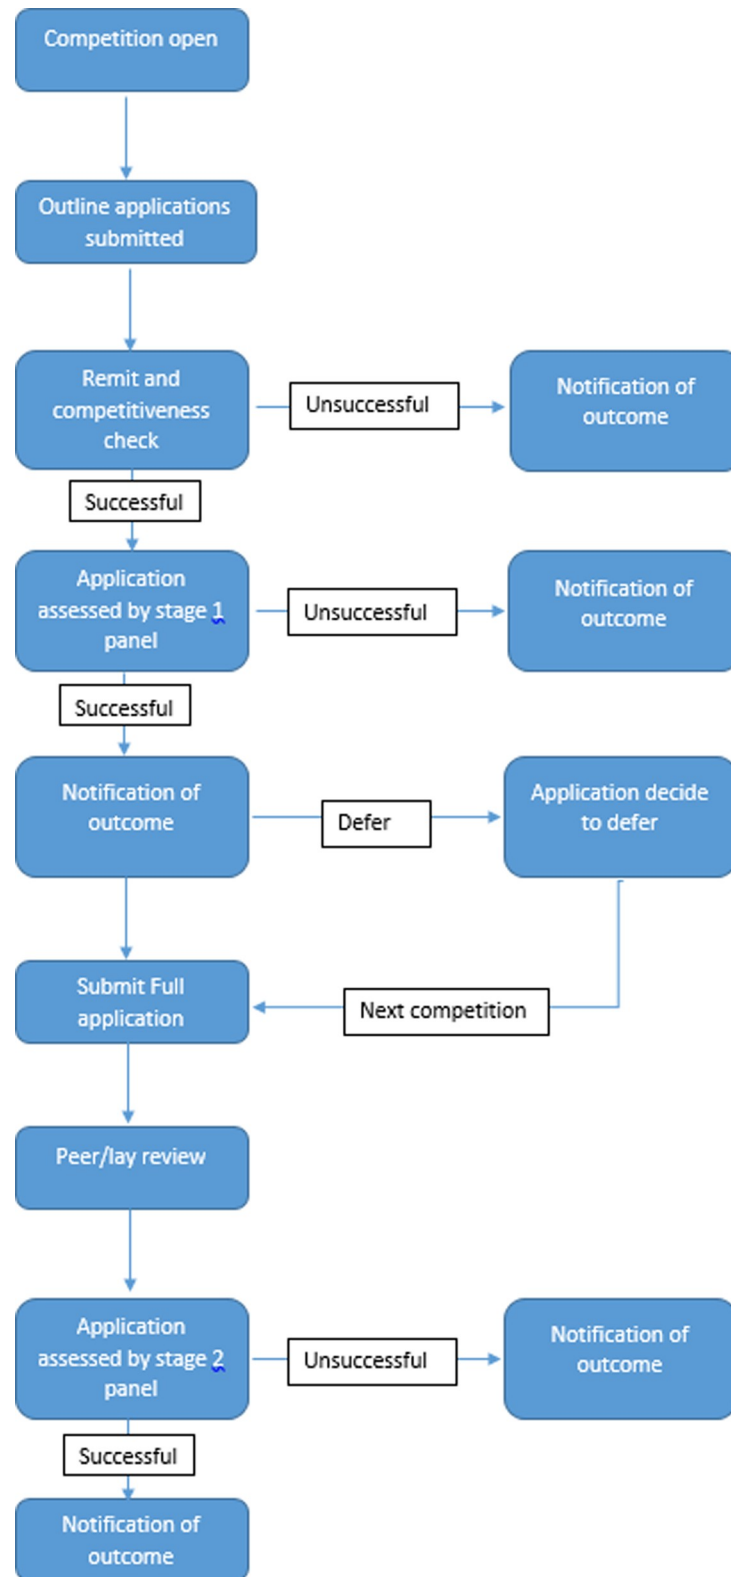 Competition open
Outline applications
submitted
Remit and
competitiveness
check
Unsuccessful
Notification of
outcome
Successful
Application
assessed by stage 1
panel
Unsuccessful
Notification of
outcome
Successful
Notification of
outcome
Defer
Application decide
to defer
Submit Full
application
Next competition
Peer/lay review
Application
assessed by stage 2
panel
Unsuccessful
Notification of
outcome
Successful
Notification of
outcome